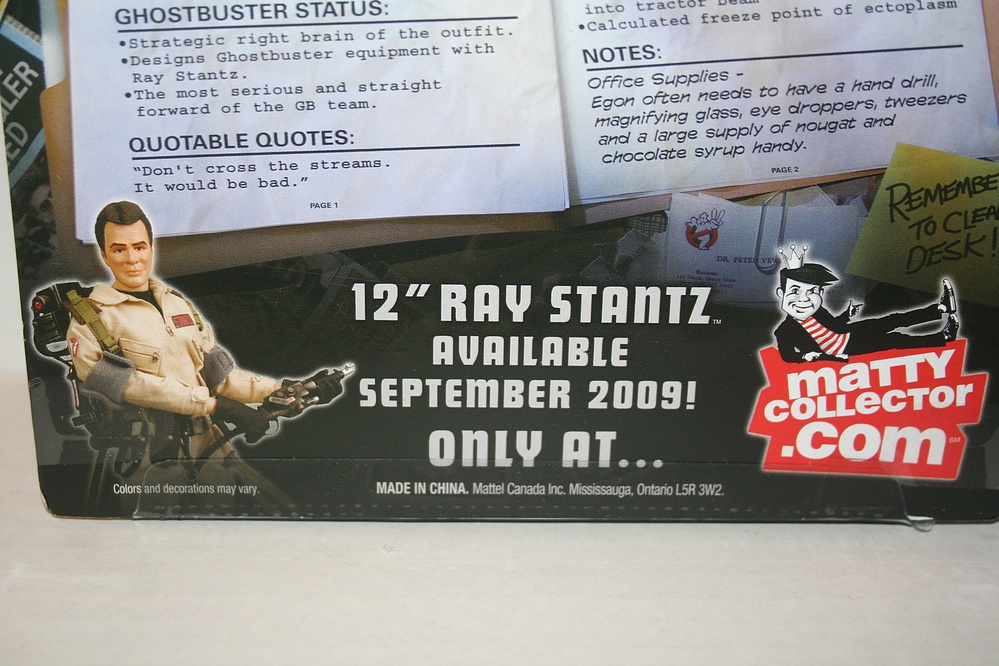 GHOSTBUSTER STATUS:
•Strategic right brain of the outfit.
•Designs Ghostbuster equipment with
Ray Stantz.
•The most serious and straight
forward of the GB team.
QUOTABLE QUOTES:
"Don't cross the streams.
It would be bad."
PAGE 1
into tractor beam
•Calculated freeze point of ectoplasm
NOTES:
Office Supplies -
Egon often needs to have a hand drill,
magnifying glass, eye droppers, tweezers
and a large supply of nougat and
chocolate syrup handy.
PAGE 2
DR. PETER
REMEMBE
TO CLEA
DESK!
12" RAY STANTZ™
AVAILABLE
SEPTEMBER 2009!
ONLY AT...
MATTY
COLLECTOR
.com SM
STANTZ
Colors and decorations may vary.
MADE IN CHINA. Mattel Canada Inc. Mississauga, Ontario L5R 3W2.